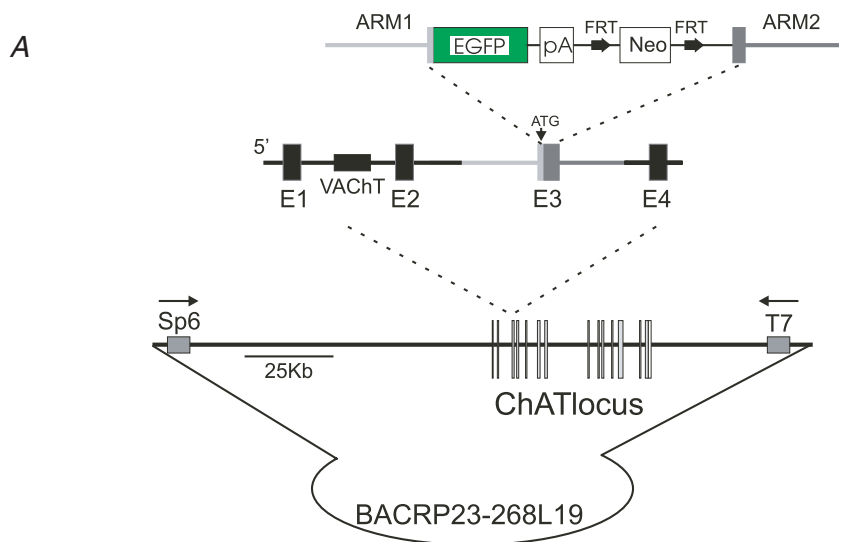 A
ARM1 FRT FRT ARM2
EGFP pA Neo
ATG
5’
VAChT
E1 E2 E3 E4
Sp6 T7
25Kb
ChATlocus
BACRP23-268L19